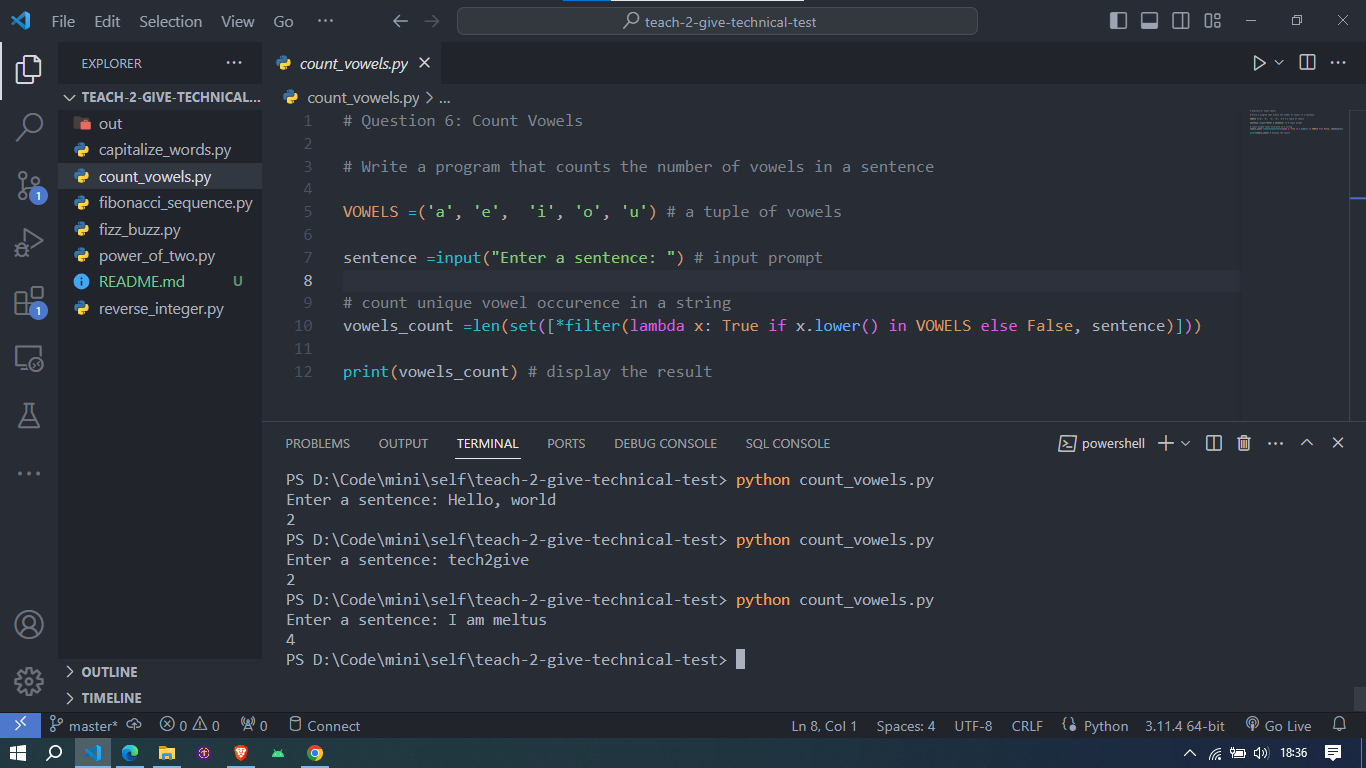 File Edit Selection View Go ··· teach-2-give-technical-test
EXPLORER ···
TEACH-2-GIVE-TECHNICAL...
out
capitalize_words.py
count_vowels.py
fibonacci_sequence.py
fizz_buzz.py
power_of_two.py
README.md U
reverse_integer.py
OUTLINE
TIMELINE
1
1
count_vowels.py
count_vowels.py > ...
1 # Question 6: Count Vowels
2
3 # Write a program that counts the number of vowels in a sentence
4
5 VOWELS =('a', 'e',  'i', 'o', 'u') # a tuple of vowels
6
7 sentence =input("Enter a sentence: ") # input prompt
8
9 # count unique vowel occurence in a string
10 vowels_count =len(set([*filter(lambda x: True if x.lower() in VOWELS else False, sentence)]))
11
12 print(vowels_count) # display the result
PROBLEMS OUTPUT TERMINAL PORTS DEBUG CONSOLE SQL CONSOLE powershell
PS D:\Code\mini\self\teach-2-give-technical-test> python count_vowels.py
Enter a sentence: Hello, world
2
PS D:\Code\mini\self\teach-2-give-technical-test> python count_vowels.py
Enter a sentence: tech2give
2
PS D:\Code\mini\self\teach-2-give-technical-test> python count_vowels.py
Enter a sentence: I am meltus
4
PS D:\Code\mini\self\teach-2-give-technical-test>
master* 0 0 0 Connect Ln 8, Col 1 Spaces: 4 UTF-8 CRLF Python 3.11.4 64-bit Go Live
18:36